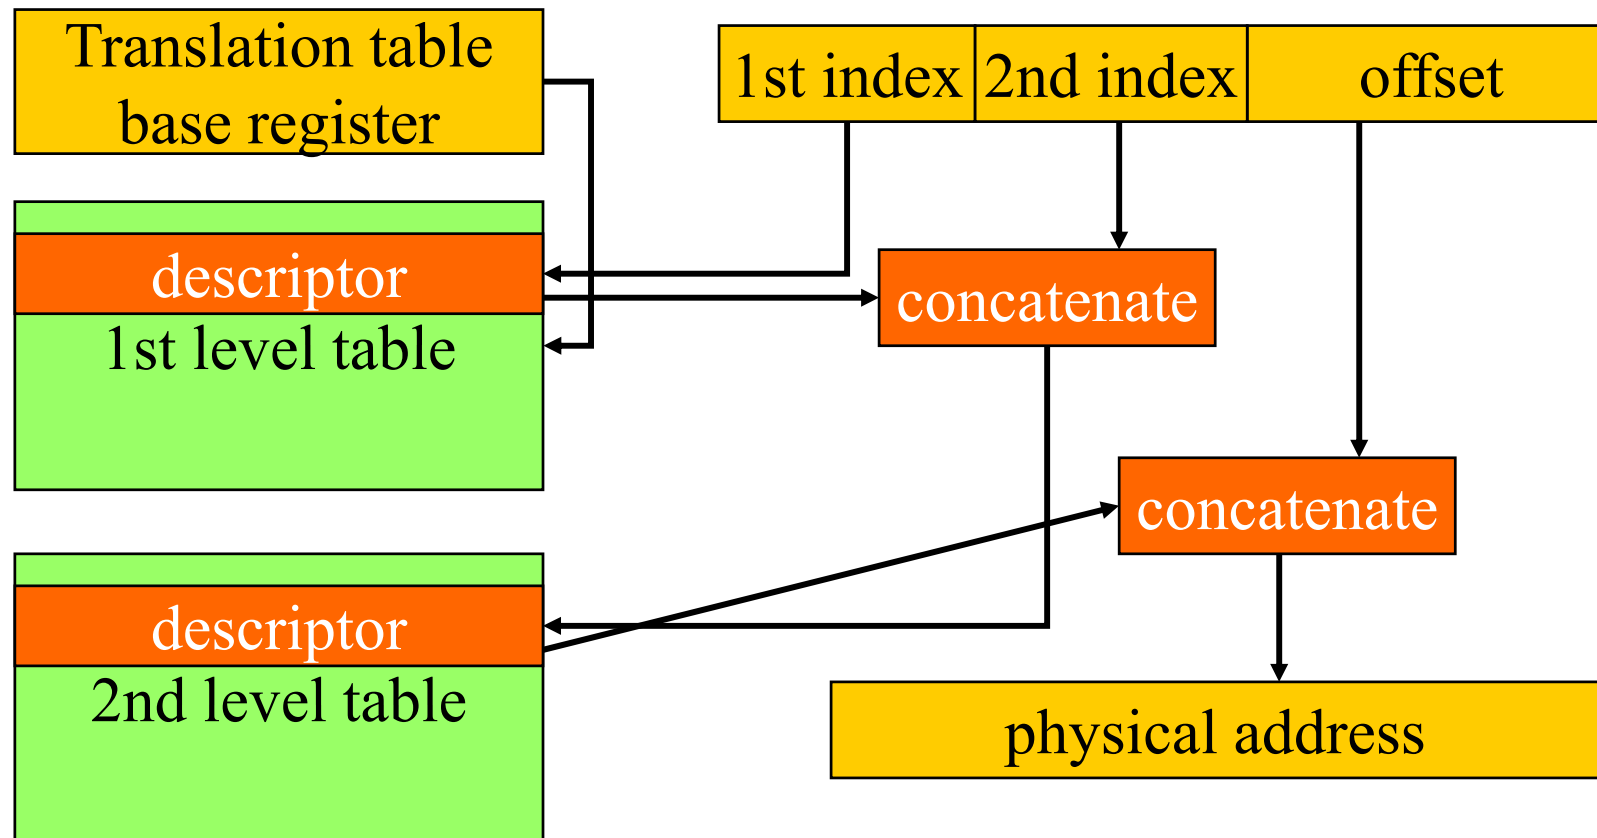 Translation table
base register
1st index
2nd index
offset
descriptor
1st level table
concatenate
concatenate
descriptor
2nd level table
physical address